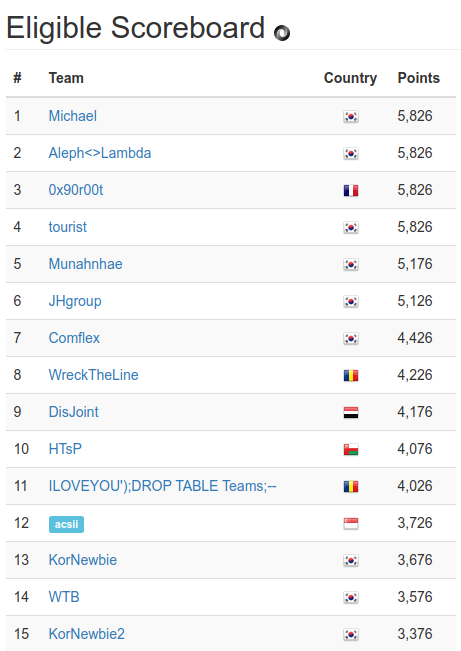 Eligible Scoreboard
# Team Country Points
1 Michael 5,826
2 Aleph<>Lambda 5,826
3 0x90r00t 5,826
4 tourist 5,826
5 Munahnhae 5,176
6 JHgroup 5,126
7 Comflex 4,426
8 WreckTheLine 4,226
9 DisJoint 4,176
10 HTsP 4,076
11 ILOVEYOU');DROP TABLE Teams;-- 4,026
12 acsii 3,726
13 KorNewbie 3,676
14 WTB 3,576
15 KorNewbie2 3,376